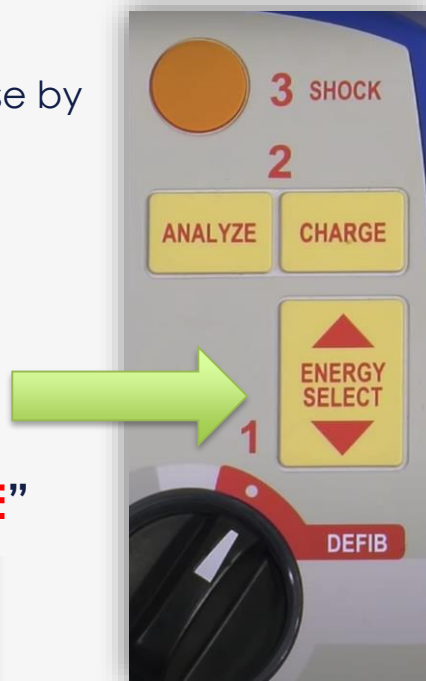 se by
3 SHOCK
2
ANALYZE CHARGE
ENERGY
SELECT
1
E”
DEFIB